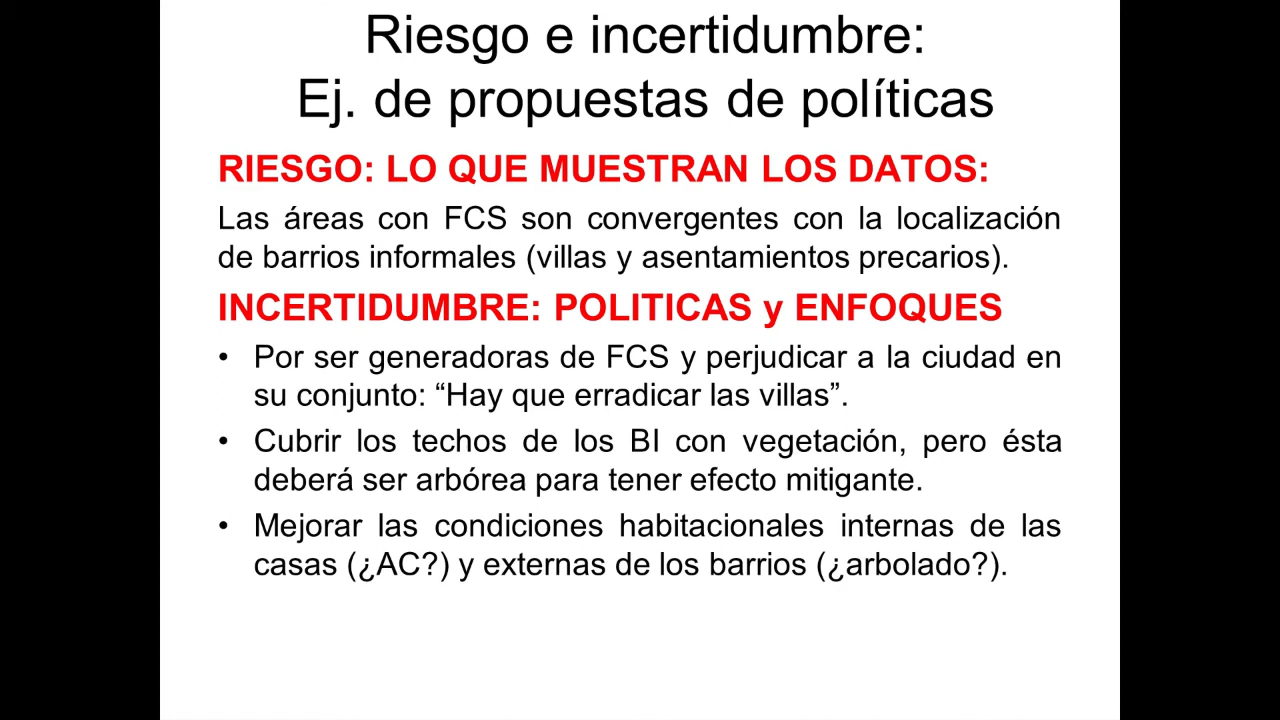 Riesgo e incertidumbre:
Ej. de propuestas de políticas
RIESGO: LO QUE MUESTRAN LOS DATOS:
Las áreas con FCS son convergentes con la localización
de barrios informales (villas y asentamientos precarios).
INCERTIDUMBRE: POLITICAS y ENFOQUES
• Por ser generadoras de FCS y perjudicar a la ciudad en
su conjunto: “Hay que erradicar las villas”.
• Cubrir los techos de los BI con vegetación, pero ésta
deberá ser arbórea para tener efecto mitigante.
• Mejorar las condiciones habitacionales internas de las
casas (¿AC?) y externas de los barrios (¿arbolado?).